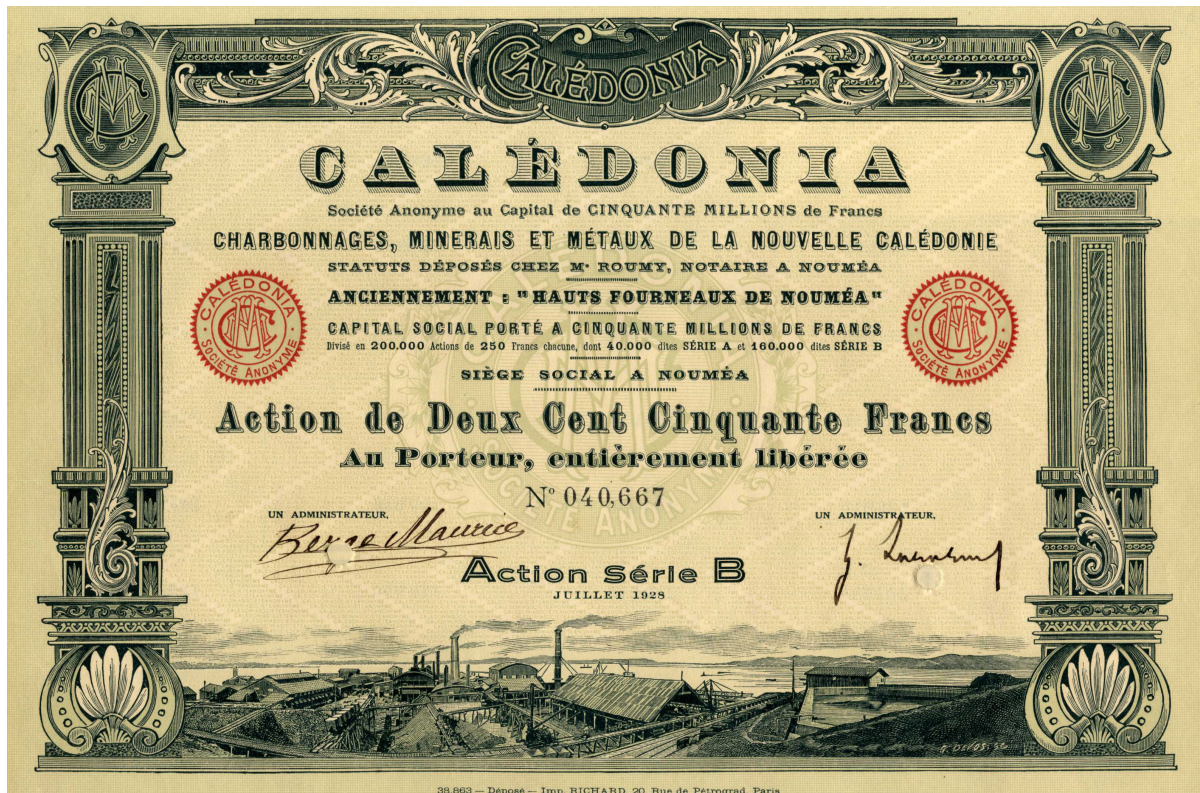 CALÉDONIA
CALÉDONIA
Société Anonyme au Capital de CINQUANTE MILLIONS de Francs
CHARBONNAGES, MINERAIS ET MÉTAUX DE LA NOUVELLE CALÉDONIE
STATUTS DÉPOSÉS CHEZ Me ROUMY, NOTAIRE A NOUMÉA
ANCIENNEMENT : "HAUTS FOURNEAUX DE NOUMÉA"
CAPITAL SOCIAL PORTÉ A CINQUANTE MILLIONS DE FRANCS
Divisé en 200.000 Actions de 250 Francs chacune, dont 40.000 dites SÉRIE A et 160.000 dites SÉRIE B
SIÈGE SOCIAL A NOUMÉA
CALÉDONIA
SOCIÉTÉ ANONYME
CALÉDONIA
SOCIÉTÉ ANONYME
Action de Deux Cent Cinquante Francs
Au Porteur, entièrement libérée
SOCIÉTÉ ANONYME
No 040,667
UN ADMINISTRATEUR,
UN ADMINISTRATEUR,
Maurice
Action Série B
JUILLET 1928
38.863 — Déposé — Imp. RICHARD, 20, Rue de Pétrograd, Paris